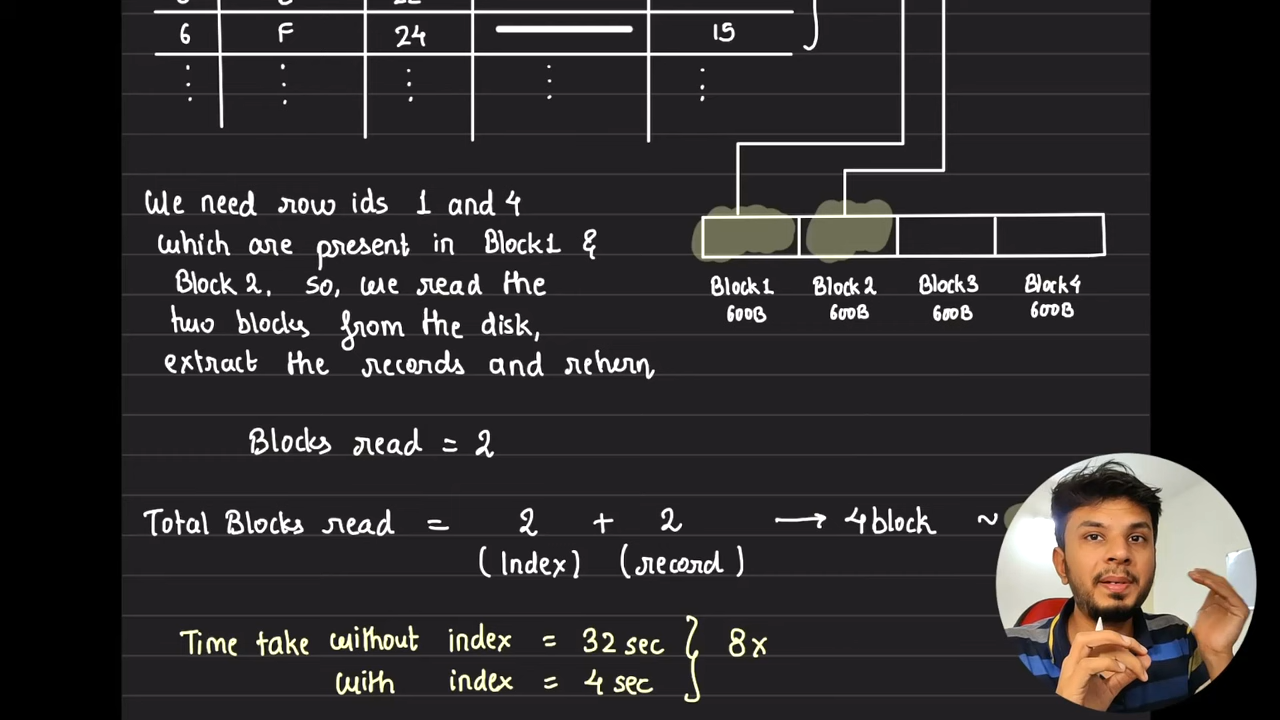 6 F 24 15
We need row ids 1 and 4
which are present in Block1 &
Block 2. So, we read the
two blocks from the disk,
extract the records and return
Block1 Block 2 Block3 Block4
600B 600B 600B 600B
Blocks read = 2
Total Blocks read = 2 + 2 → 4 block ~
(Index) (record)
Time take without index = 32 sec } 8x
with index = 4 sec